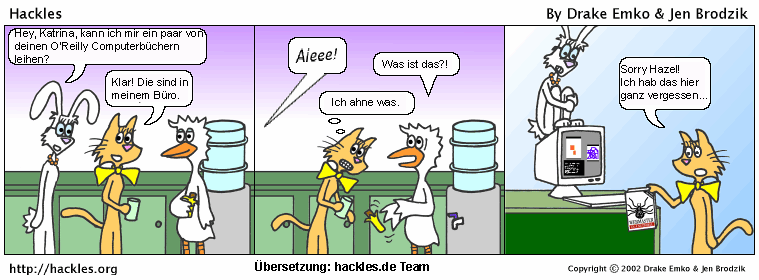 Hackles
By Drake Emko & Jen Brodzik
Hey, Katrina, kann ich mir ein paar von
deinen O'Reilly Computerbüchern
leihen?
Klar! Die sind in
meinem Büro.
Aieee!
Was ist das?!
Ich ahne was.
Sorry Hazel!
Ich hab das hier
ganz vergessen...
WEBMASTER
http://hackles.org
Übersetzung: hackles.de Team
Copyright © 2002 Drake Emko & Jen Brodzik